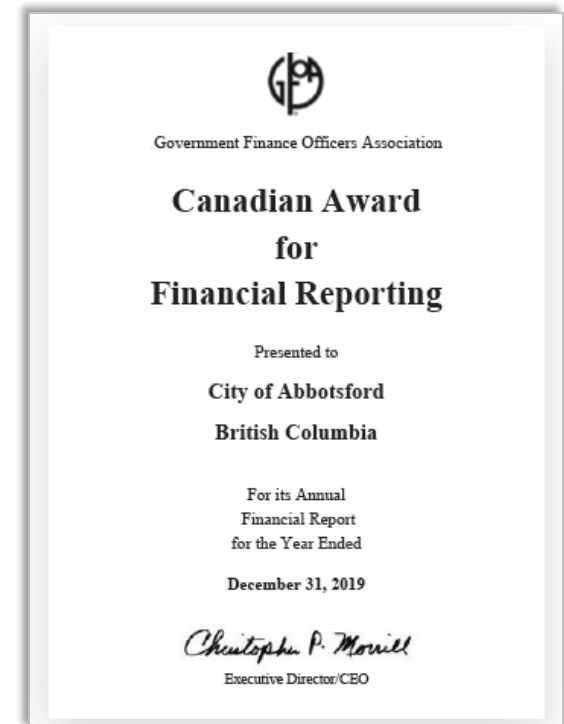 GFOA
Government Finance Officers Association
Canadian Award
for
Financial Reporting
Presented to
City of Abbotsford
British Columbia
For its Annual
Financial Report
for the Year Ended
December 31, 2019
Christopher P. Morrill
Executive Director/CEO